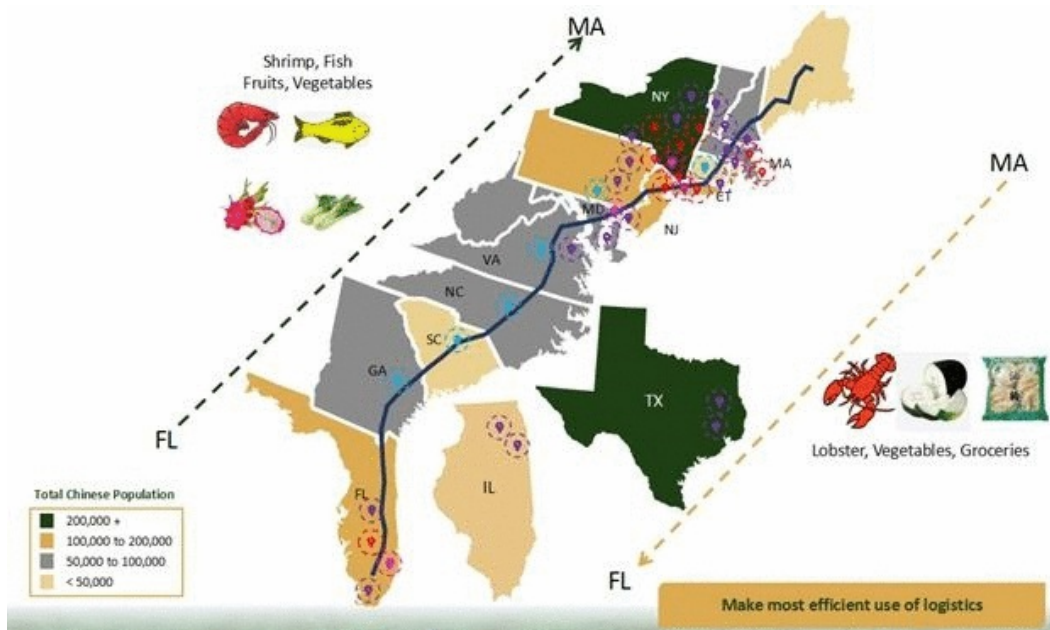 MA
Shrimp, Fish
Fruits, Vegetables
NY
MA
MA
CT
MD
NJ
VA
NC
SC
GA
TX
FL
Lobster, Vegetables, Groceries
Total Chinese Population
200,000 +
100,000 to 200,000
50,000 to 100,000
< 50,000
FL
IL
FL
Make most efficient use of logistics